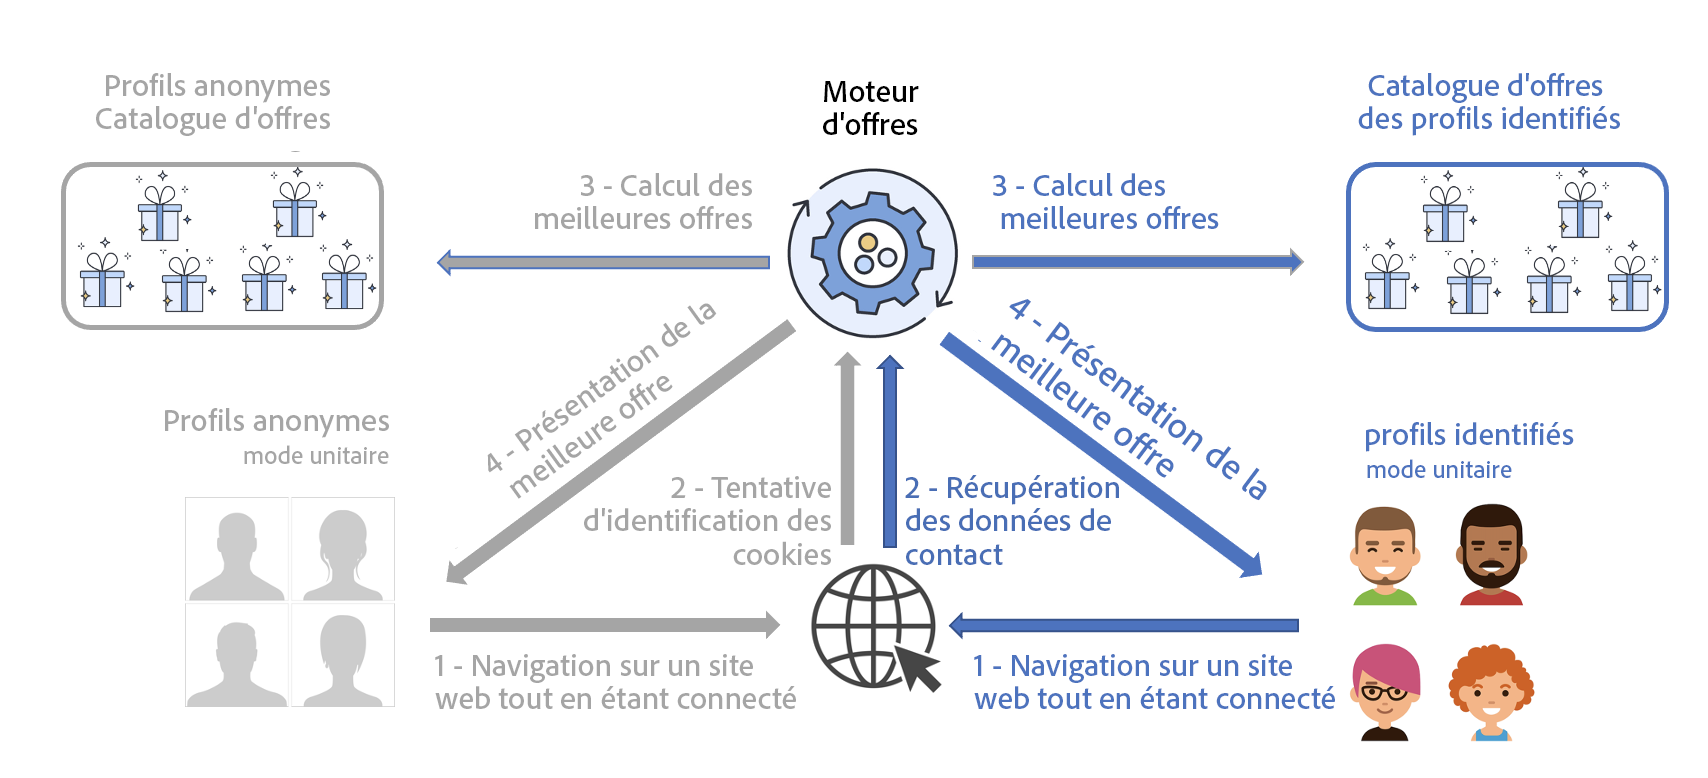 Profils anonymes
Catalogue d'offres
Moteur
d'offres
Catalogue d'offres
des profils identifiés
3 - Calcul des
meilleures offres
3 - Calcul des
meilleures offres
4 - Présentation de la
meilleure offre
4 - Présentation de la
meilleure offre
Profils anonymes
mode unitaire
profils identifiés
mode unitaire
2 - Tentative
d'identification des
cookies
2 - Récupération
des données de
contact
1 - Navigation sur un site
web tout en étant connecté
1 - Navigation sur un site
web tout en étant connecté